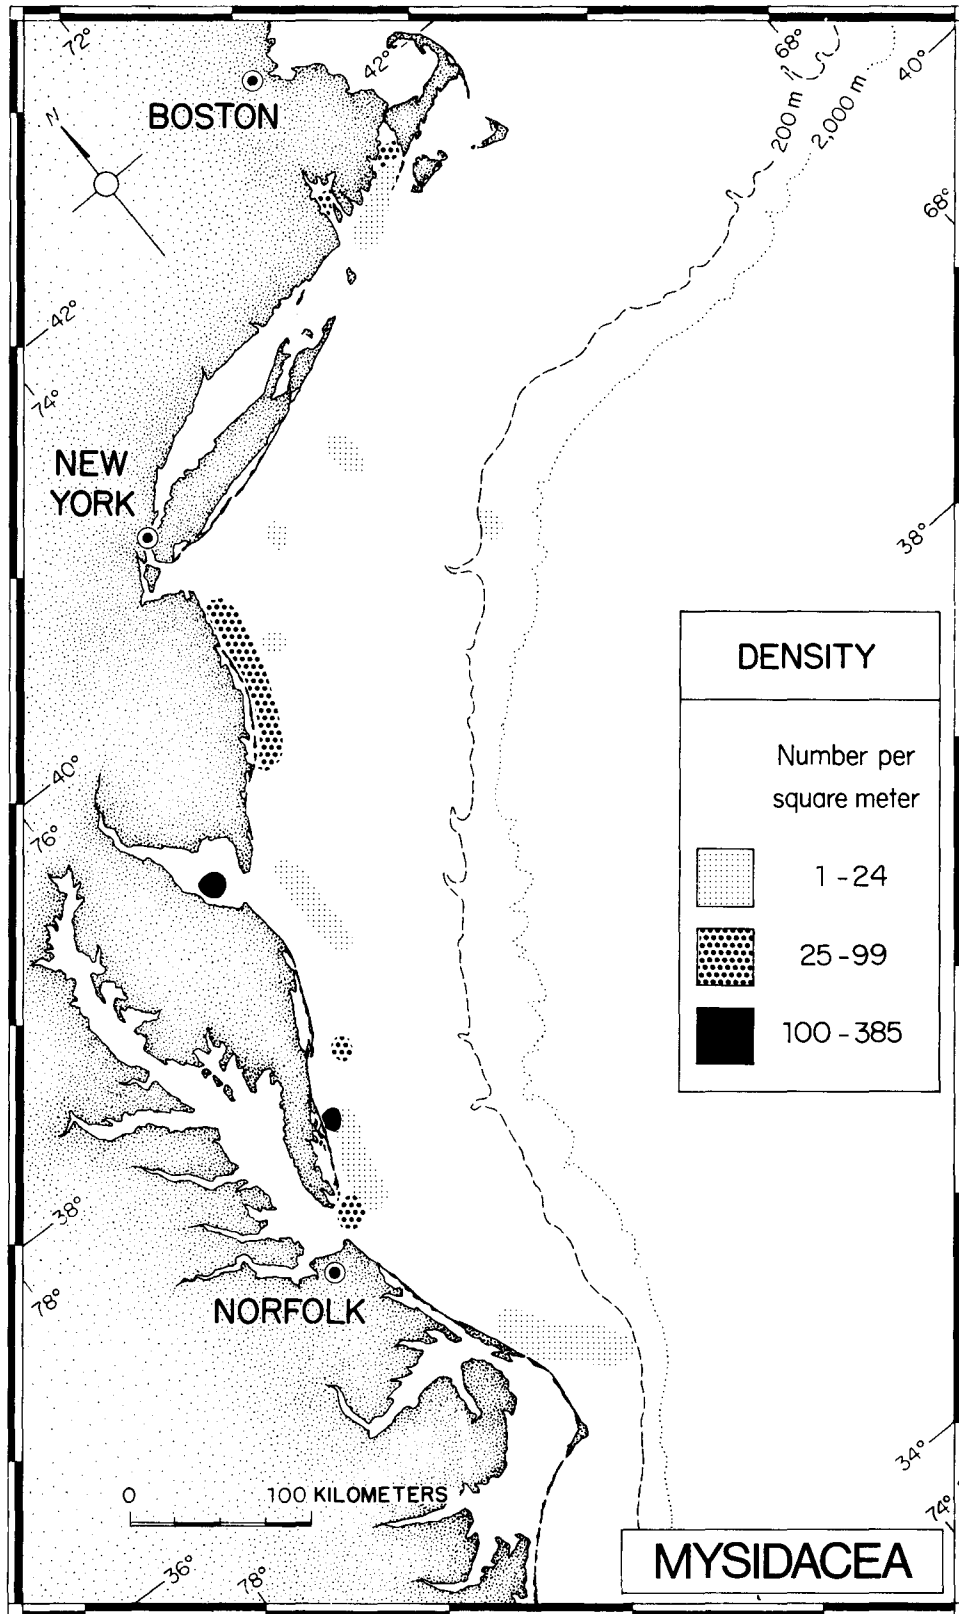 72°
42°
68°
40°
BOSTON
N
200 m
2,000 m
68°
42°
74°
NEW
YORK
38°
DENSITY
Number per
square meter
1-24
25-99
100-385
40°
76°
38°
78°
NORFOLK
34°
74°
0 100 KILOMETERS
36°
78°
MYSIDACEA